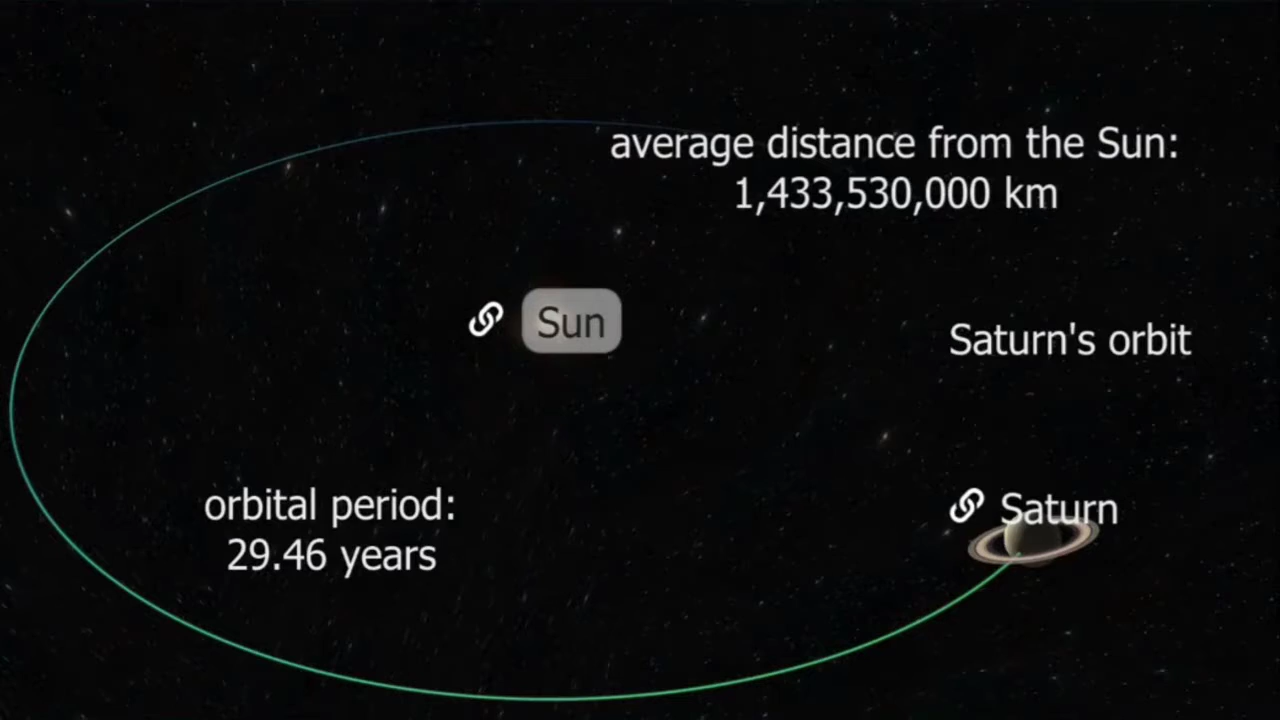 average distance from the Sun:
1,433,530,000 km
Sun
Saturn's orbit
orbital period:
29.46 years
Saturn